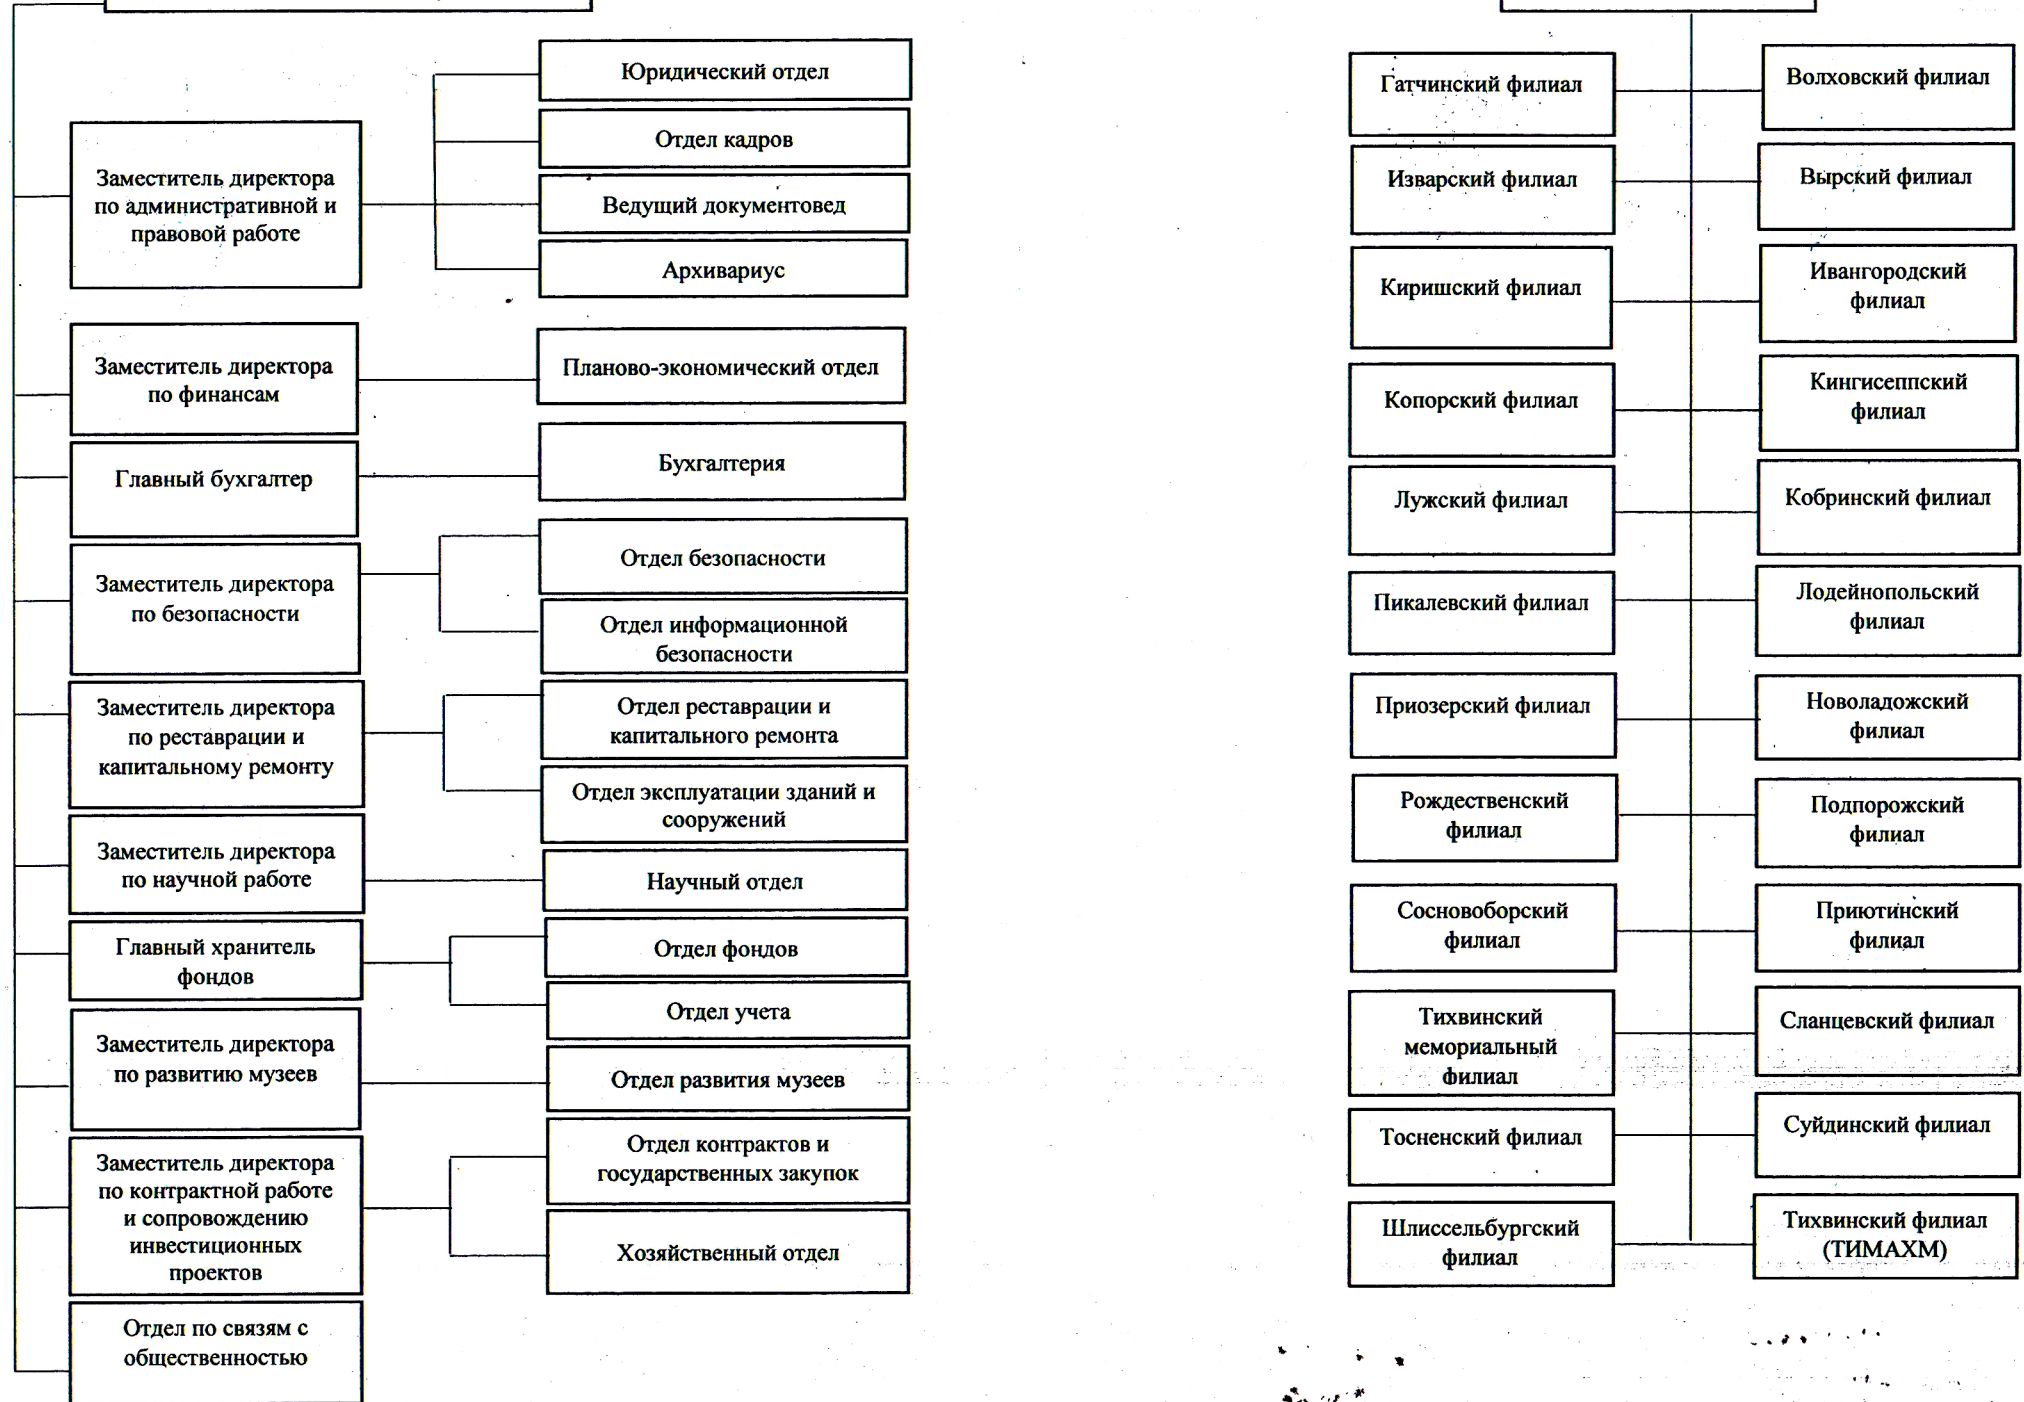 Юридический отдел
Отдел кадров
Заместитель директора
по административной и
правовой работе
Ведущий документовед
Архивариус
Заместитель директора
по финансам
Планово-экономический отдел
Главный бухгалтер
Бухгалтерия
Заместитель директора
по безопасности
Отдел безопасности
Отдел информационной
безопасности
Заместитель директора
по реставрации и
капитальному ремонту
Отдел реставрации и
капитального ремонта
Отдел эксплуатации зданий и
сооружений
Заместитель директора
по научной работе
Научный отдел
Главный хранитель
фондов
Отдел фондов
Отдел учета
Заместитель директора
по развитию музеев
Отдел развития музеев
Заместитель директора
по контрактной работе
и сопровождению
инвестиционных
проектов
Отдел контрактов и
государственных закупок
Хозяйственный отдел
Отдел по связям с
общественностью
Гатчинский филиал
Волховский филиал
Изварский филиал
Вырский филиал
Киришский филиал
Ивангородский
филиал
Копорский филиал
Кингисеппский
филиал
Лужский филиал
Кобринский филиал
Пикалевский филиал
Лодейнопольский
филиал
Приозерский филиал
Новоладожский
филиал
Рождественский
филиал
Подпорожский
филиал
Сосновоборский
филиал
Приютинский
филиал
Тихвинский
мемориальный
филиал
Сланцевский филиал
Тосненский филиал
Суйдинский филиал
Шлиссельбургский
филиал
Тихвинский филиал
(ТИМАХМ)